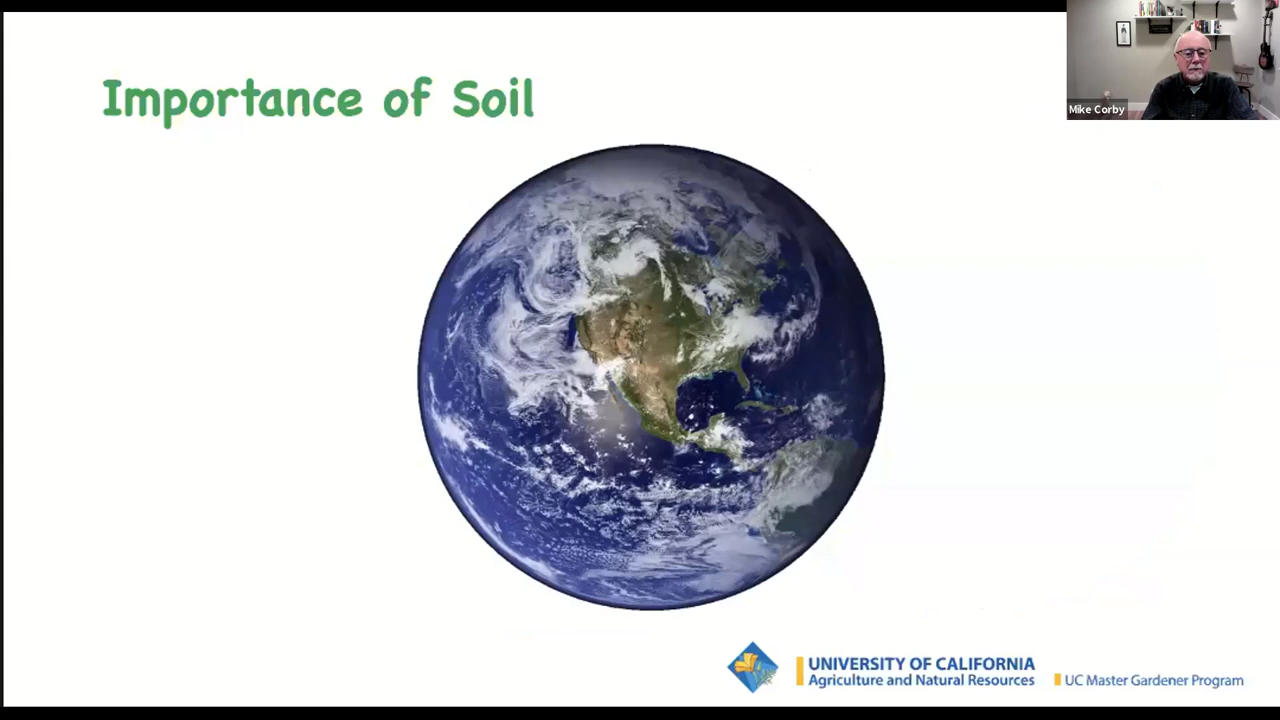 Importance of Soil
Mike Corby
UNIVERSITY OF CALIFORNIA
Agriculture and Natural Resources
UC Master Gardener Program